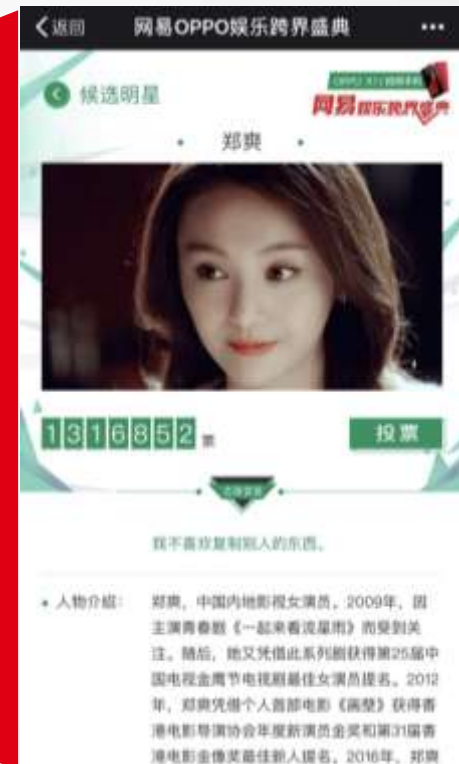 返回 网易OPPO娱乐跨界盛典
候选明星
网易娱乐跨界盛典
郑爽
1316852 票
投票
我不喜欢复制别人的东西。
人物介绍: 郑爽，中国内地影视女演员。2009年，因
主演青春剧《一起来看流星雨》而受到关
注。随后，她又凭借此系列剧获得第25届中
国电视金鹰节电视剧最佳女演员提名。2012
年，郑爽凭借个人首部电影《画壁》获得香
港电影导演协会年度新演员金奖和第31届香
港电影金像奖最佳新人提名。2016年，郑爽